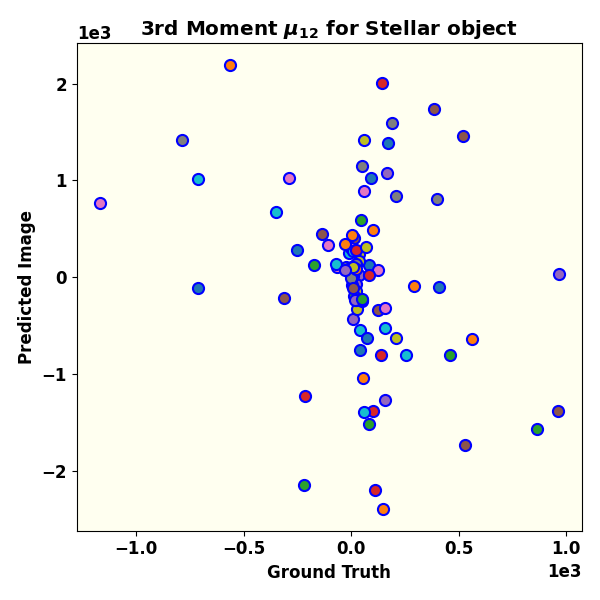 3rd Moment μ₁₂ for Stellar object
1e3
2
1
0
−1
−2
Predicted Image
−1.0 −0.5 0.0 0.5 1.0
1e3
Ground Truth